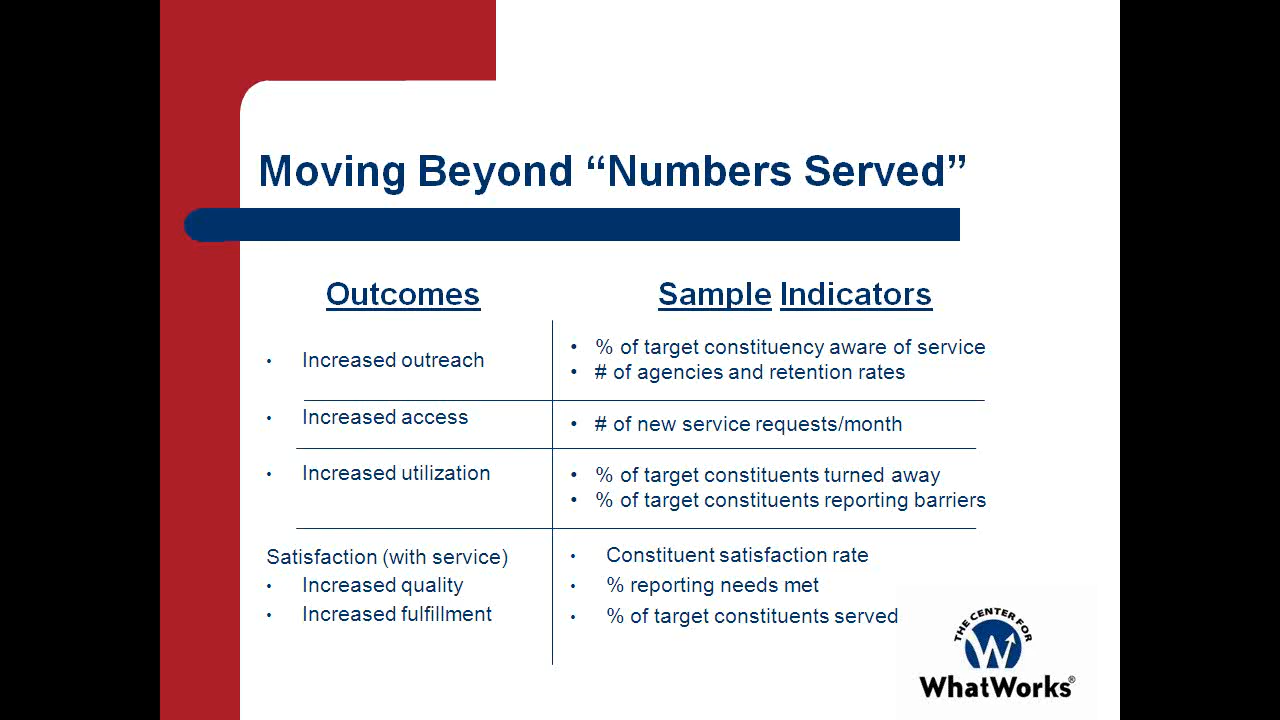 Moving Beyond “Numbers Served”
Outcomes
Sample Indicators
• Increased outreach
• % of target constituency aware of service
• # of agencies and retention rates
• Increased access
• # of new service requests/month
• Increased utilization
• % of target constituents turned away
• % of target constituents reporting barriers
Satisfaction (with service)
• Increased quality
• Increased fulfillment
• Constituent satisfaction rate
• % reporting needs met
• % of target constituents served
THE CENTER FOR
W
WhatWorks®